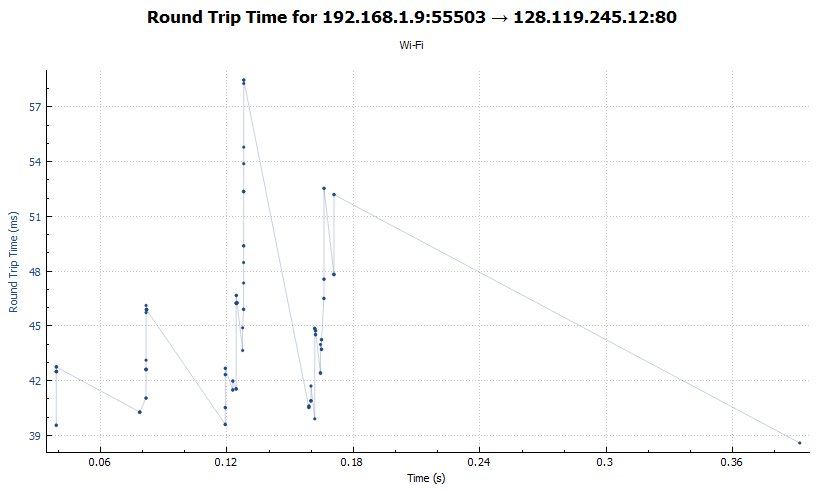 Round Trip Time for 192.168.1.9:55503 → 128.119.245.12:80
Wi-Fi
Round Trip Time (ms)
57
54
51
48
45
42
39
0.06 0.12 0.18 0.24 0.3 0.36
Time (s)